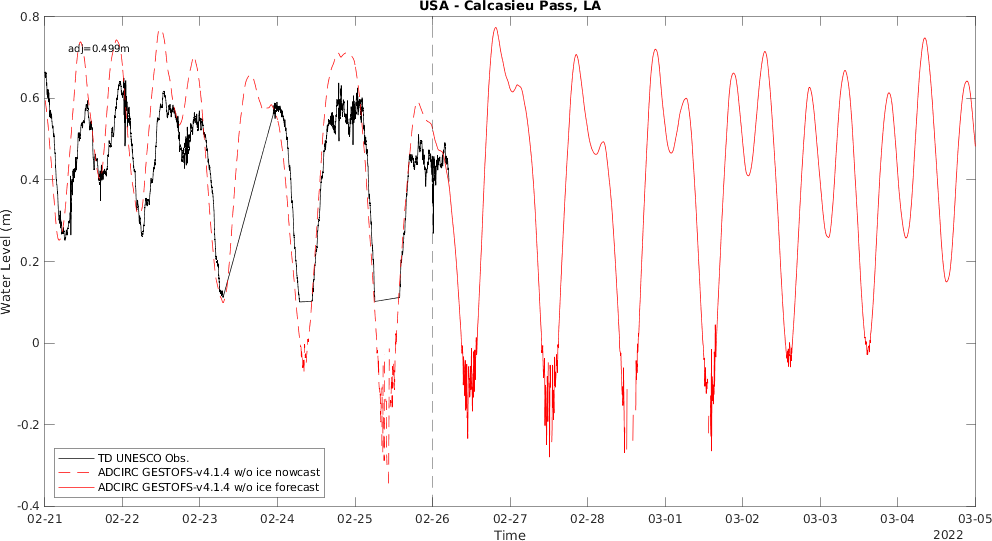 USA - Calcasieu Pass, LA
adj=0.499m
Water Level (m)
0.8
0.6
0.4
0.2
0
-0.2
-0.4
TD UNESCO Obs.
ADCIRC GESTOFS-v4.1.4 w/o ice nowcast
ADCIRC GESTOFS-v4.1.4 w/o ice forecast
02-21 02-22 02-23 02-24 02-25 02-26 02-27 02-28 03-01 03-02 03-03 03-04 03-05
Time
2022